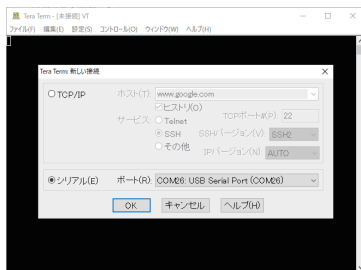 Tera Term - [未接続] VT
ファイル(F) 編集(E) 設定(S) コントロール(O) ウィンドウ(W) ヘルプ(H)
Tera Term: 新しい接続
TCP/IP
ホスト(T): www.google.com
ヒストリ(O)
サービス: Telnet
TCPポート#(P): 22
SSH
SSHバージョン(V): SSH2
その他
IPバージョン(N): AUTO
シリアル(E)
ポート(R): COM26: USB Serial Port (COM26)
OK キャンセル ヘルプ(H)